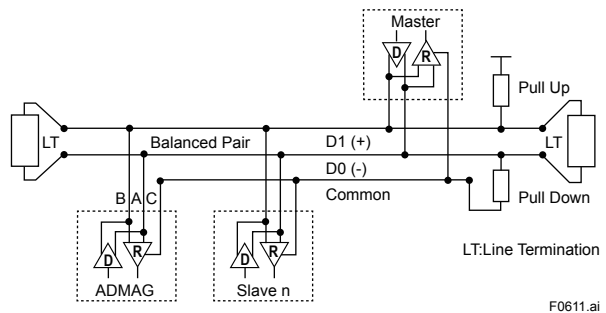 Master
D
R
Pull Up
LT
Balanced Pair
D1 (+)
LT
D0 (-)
B A C
Common
Pull Down
D
R
D
R
LT:Line Termination
ADMAG
Slave n
F0611.ai